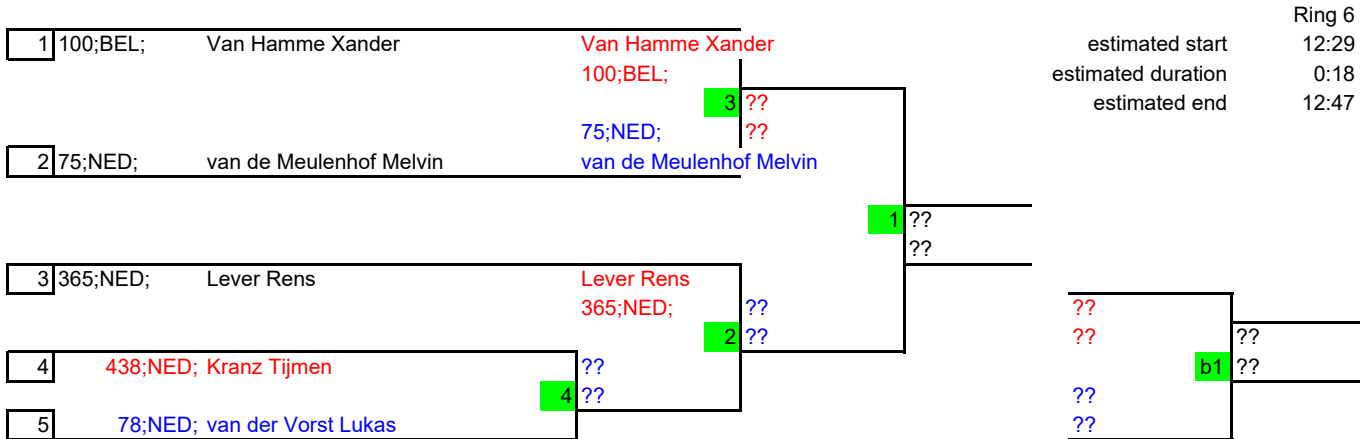 Ring 6
1 100;BEL; Van Hamme Xander Van Hamme Xander estimated start 12:29
100;BEL; estimated duration 0:18
3 ?? estimated end 12:47
75;NED; ??
2 75;NED; van de Meulenhof Melvin van de Meulenhof Melvin
1 ??
??
3 365;NED; Lever Rens Lever Rens
365;NED; ?? ??
2 ?? ?? ??
4 438;NED; Kranz Tijmen ?? b1 ??
4 ?? ??
5 78;NED; van der Vorst Lukas ??